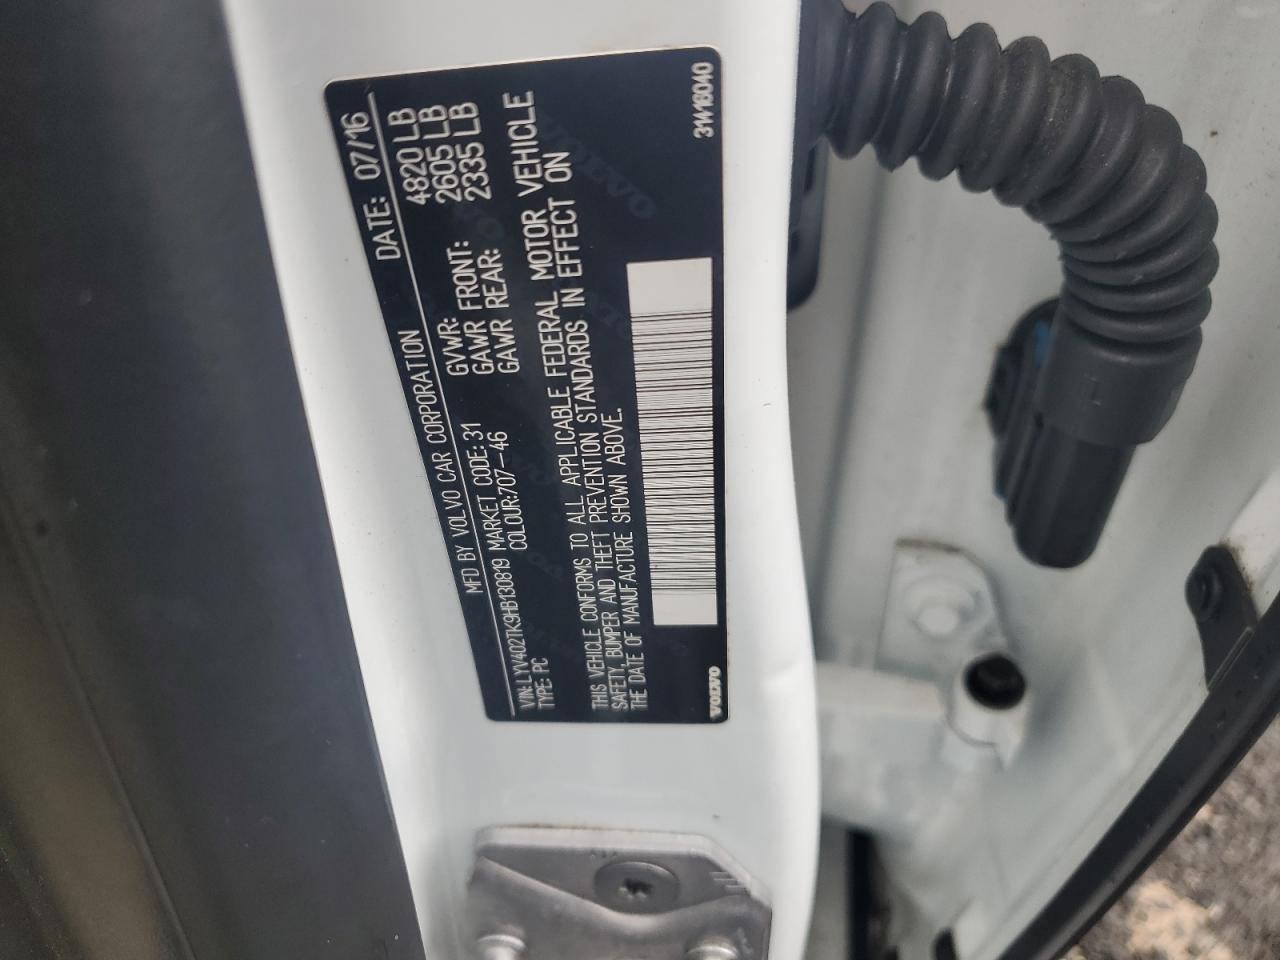 MFD BY VOLVO CAR CORPORATION DATE: 07/16
GVWR: 4820 LB
GAWR FRONT: 2605 LB
GAWR REAR: 2335 LB
VIN: LYV402TK9HB130819 MARKET CODE: 31
TYPE: PC COLOUR: 707-46
THIS VEHICLE CONFORMS TO ALL APPLICABLE FEDERAL MOTOR VEHICLE
SAFETY, BUMPER AND THEFT PREVENTION STANDARDS IN EFFECT ON
THE DATE OF MANUFACTURE SHOWN ABOVE.
VOLVO
31416040